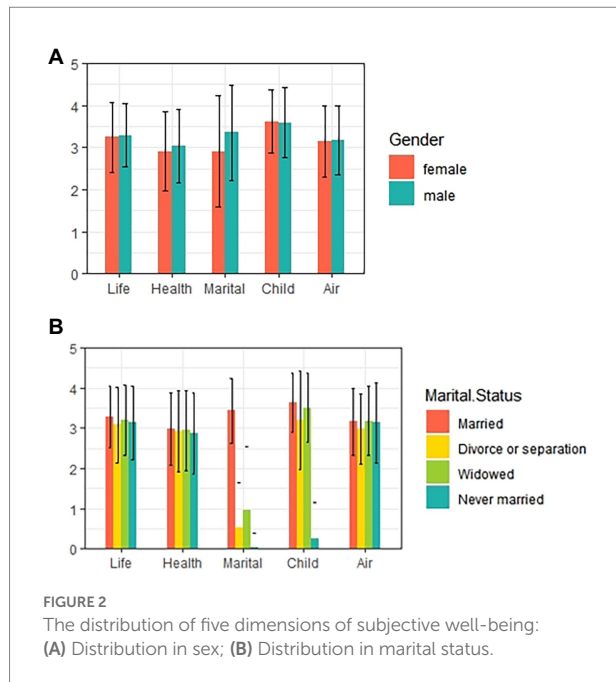 A
5
4
3
2
1
0
Life Health Marital Child Air
Gender
female
male
B
5
4
3
2
1
0
Life Health Marital Child Air
Marital.Status
Married
Divorce or separation
Widowed
Never married
FIGURE 2
The distribution of five dimensions of subjective well-being:
(A) Distribution in sex; (B) Distribution in marital status.